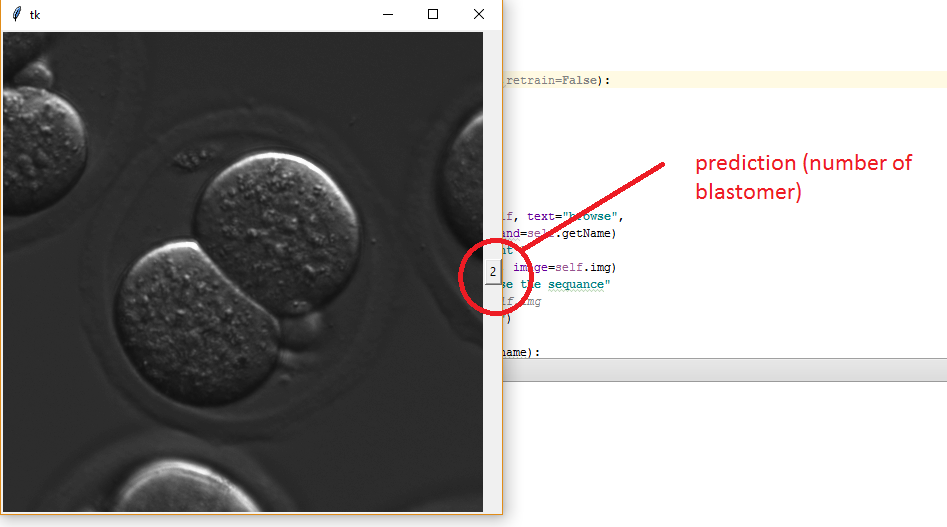 tk
retrain=False):
prediction (number of
blastomer)
lf, text="browse",
and=self.getName)
nt
2
image=self.img)
se the sequance"
lf.img
')
name):